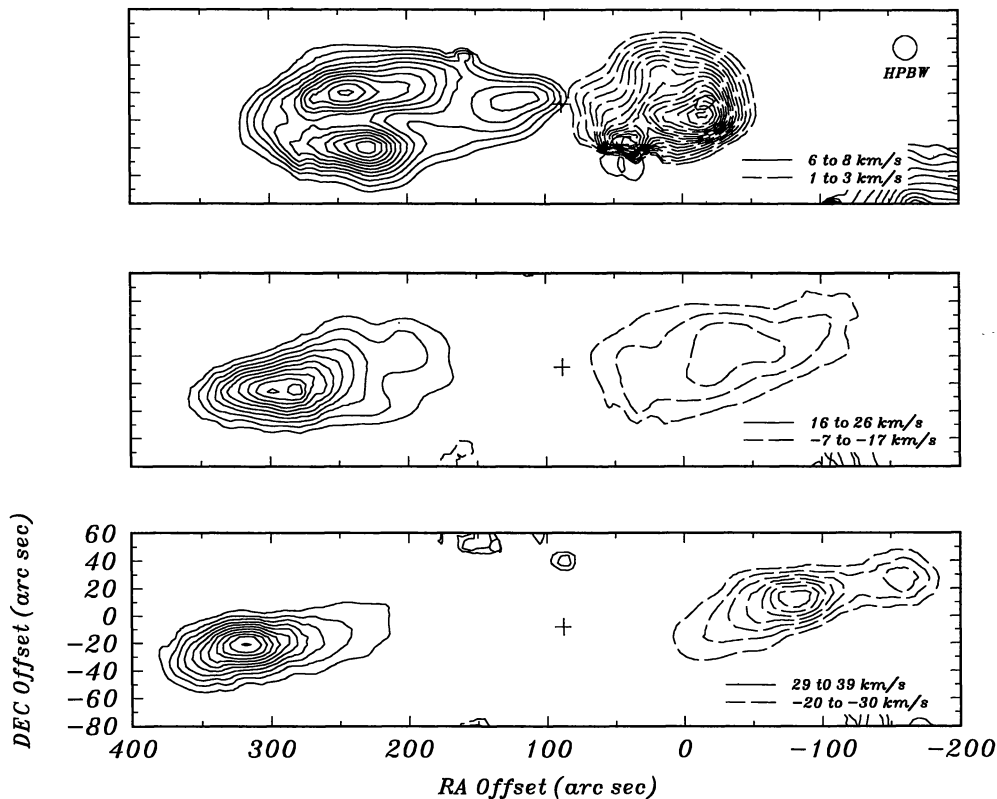 HPBW
6 to 8 km/s
1 to 3 km/s
16 to 26 km/s
-7 to -17 km/s
DEC Offset (arc sec)
60
40
20
0
-20
-40
-60
-80
29 to 39 km/s
-20 to -30 km/s
400 300 200 100 0 -100 -200
RA Offset (arc sec)